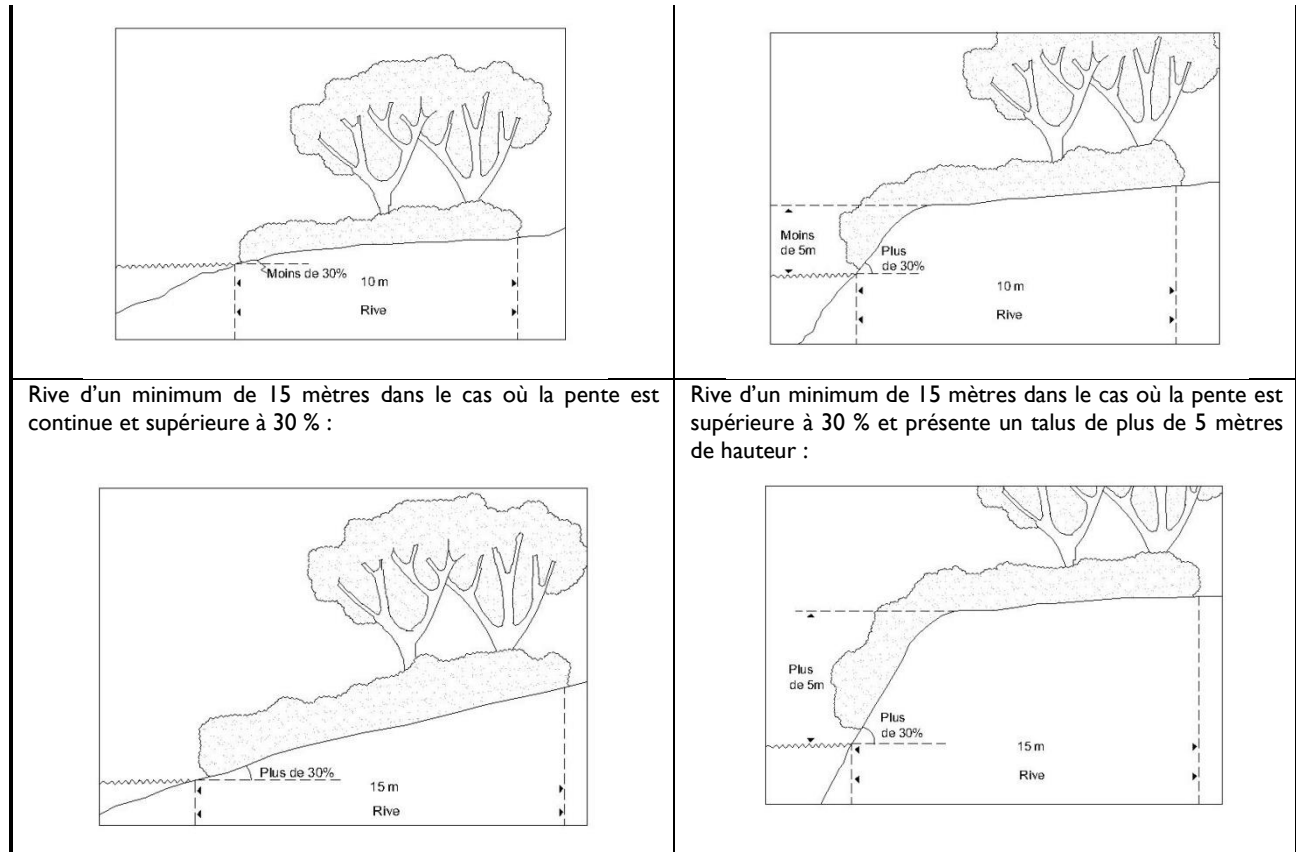 Moins de 30%
10 m
Rive
Moins
de 5m
Plus
de 30%
10 m
Rive
Rive d'un minimum de 15 mètres dans le cas où la pente est
continue et supérieure à 30 % :
Plus de 30%
15 m
Rive
Rive d'un minimum de 15 mètres dans le cas où la pente est
supérieure à 30 % et présente un talus de plus de 5 mètres
de hauteur :
Plus
de 5m
Plus
de 30%
15 m
Rive